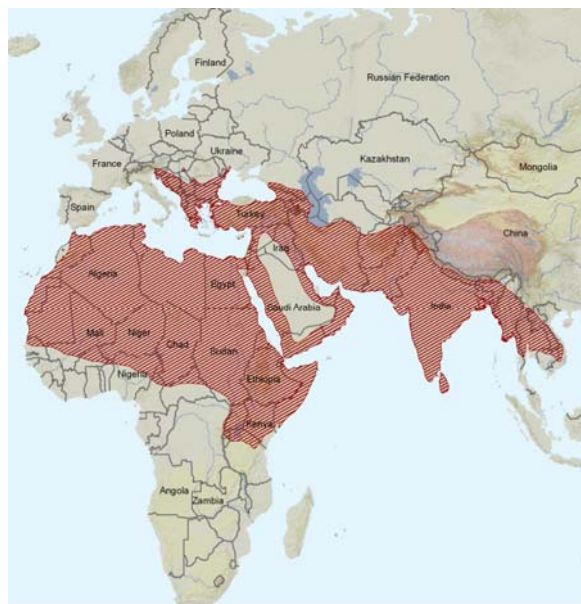 Finland
Russian Federation
Poland
Ukraine
France
Kazakhstan
Mongolia
Spain
Turkey
China
Iraq
Algeria
Egypt
India
Saudi Arabia
Mali
Niger
Chad
Sudan
Nigeria
Ethiopia
Kenya
Angola
Zambia